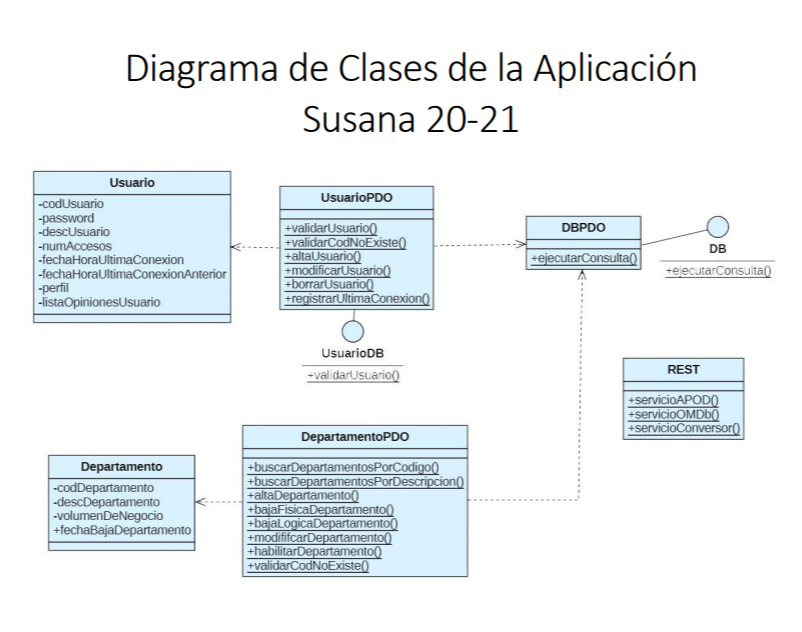 Diagrama de Clases de la Aplicación
Susana 20-21
Usuario
-codUsuario
-password
-descUsuario
-numAccesos
-fechaHoraUltimaConexion
-fechaHoraUltimaConexionAnterior
-perfil
-listaOpinionesUsuario
UsuarioPDO
+validarUsuario()
+validarCodNoExiste()
+altaUsuario()
+modificarUsuario()
+borrarUsuario()
+registrarUltimaConexion()
DBPDO
+ejecutarConsulta()
DB
+ejecutarConsulta()
UsuarioDB
+validarUsuario()
REST
+servicioAPOD()
+servicioOMDb()
+servicioConversor()
Departamento
-codDepartamento
-descDepartamento
-volumenDeNegocio
+fechaBajaDepartamento
DepartamentoPDO
+buscarDepartamentosPorCodigo()
+buscarDepartamentosPorDescripcion()
+altaDepartamento()
+bajaFisicaDepartamento()
+bajaLogicaDepartamento()
+modififcarDepartamento()
+habilitarDepartamento()
+validarCodNoExiste()